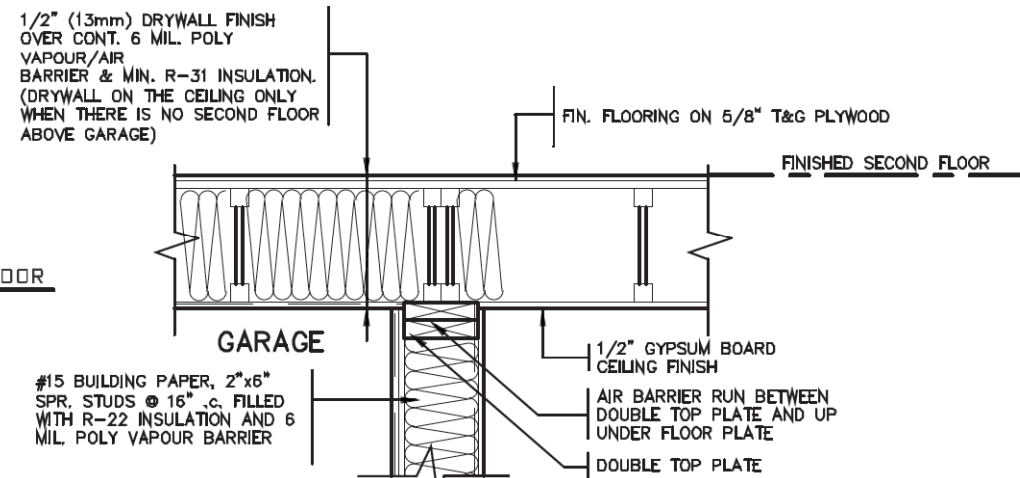 1/2" (13mm) DRYWALL FINISH
OVER CONT. 6 MIL. POLY
VAPOUR/AIR
BARRIER & MIN. R-31 INSULATION.
(DRYWALL ON THE CEILING ONLY
WHEN THERE IS NO SECOND FLOOR
ABOVE GARAGE)
FIN. FLOORING ON 5/8" T&G PLYWOOD
FINISHED SECOND FLOOR
OOR
GARAGE
1/2" GYPSUM BOARD
CEILING FINISH
#15 BUILDING PAPER, 2"x6"
SPR. STUDS @ 16" .c. FILLED
WITH R-22 INSULATION AND 6
MIL. POLY VAPOUR BARRIER
AIR BARRIER RUN BETWEEN
DOUBLE TOP PLATE AND UP
UNDER FLOOR PLATE
DOUBLE TOP PLATE